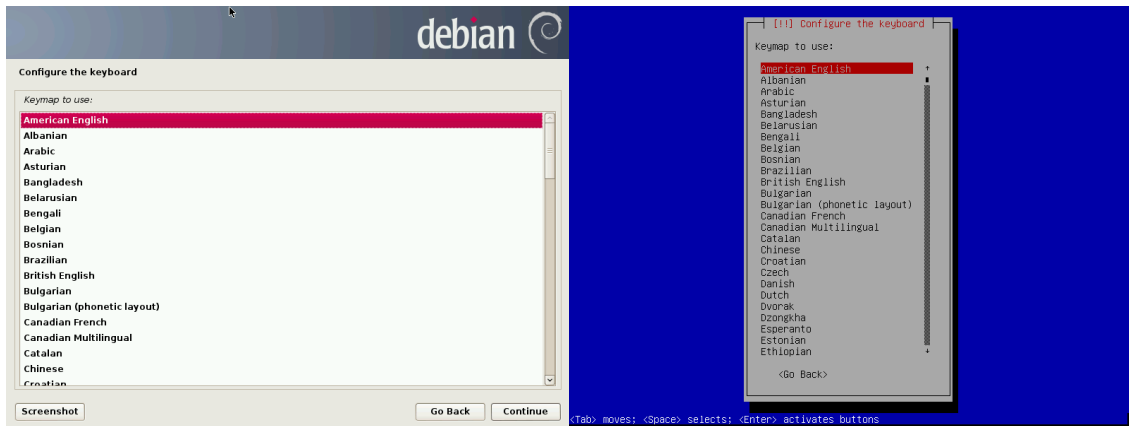 debian
Configure the keyboard
Keymap to use:
American English
Albanian
Arabic
Asturian
Bangladesh
Belarusian
Bengali
Belgian
Bosnian
Brazilian
British English
Bulgarian
Bulgarian (phonetic layout)
Canadian French
Canadian Multilingual
Catalan
Chinese
Croatian
Screenshot
Go Back
Continue
[!!] Configure the keyboard
Keymap to use:
American English
Albanian
Arabic
Asturian
Bangladesh
Belarusian
Bengali
Belgian
Bosnian
Brazilian
British English
Bulgarian
Bulgarian (phonetic layout)
Canadian French
Canadian Multilingual
Catalan
Chinese
Croatian
Czech
Danish
Dutch
Dvorak
Dzongkha
Esperanto
Estonian
Ethiopian
<Go Back>
<Tab> moves; <Space> selects; <Enter> activates buttons